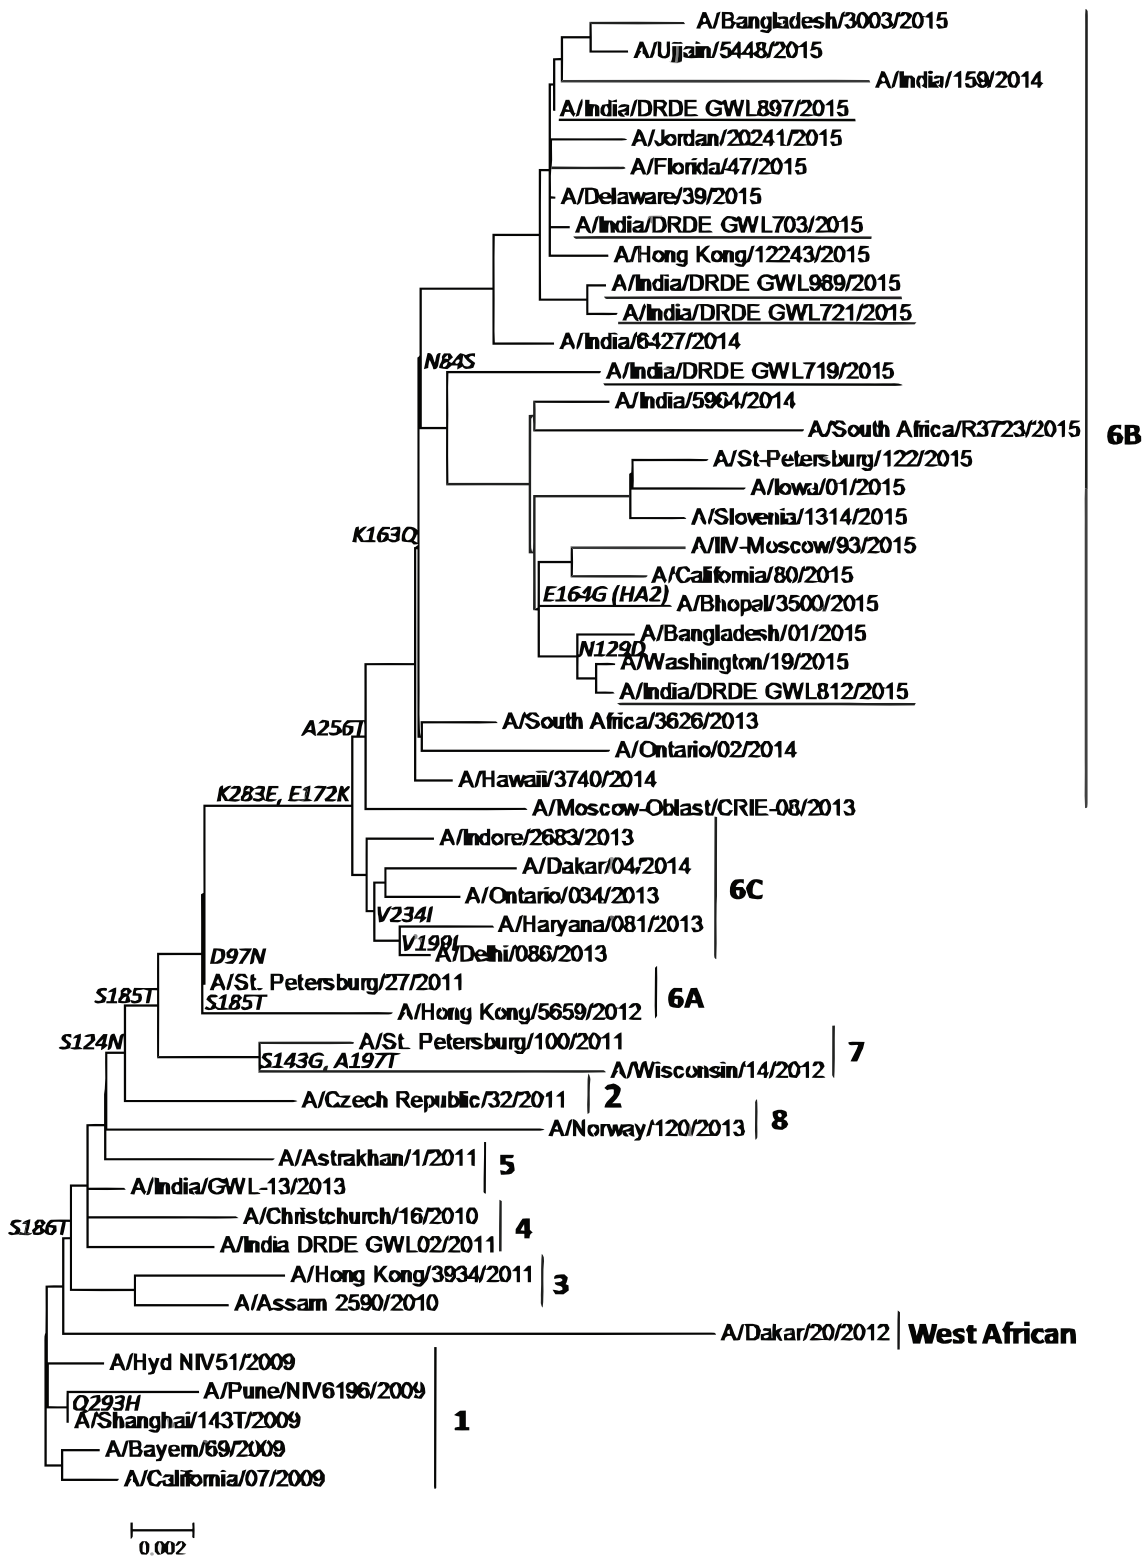 A/Bangladesh/3003/2015
A/Ujjain/5448/2015
A/India/159/2014
A/India/DRDE GWL897/2015
A/Jordan/20241/2015
A/Florida/47/2015
A/Delaware/39/2015
A/India/DRDE GWL703/2015
A/Hong Kong/12243/2015
A/India/DRDE GWL989/2015
A/India/DRDE GWL721/2015
A/India/6427/2014
N84S
A/India/DRDE GWL719/2015
A/India/5964/2014
A/South Africa/R3723/2015
6B
A/St-Petersburg/122/2015
A/Iowa/01/2015
A/Slovenia/1314/2015
K163Q
A/IIV-Moscow/93/2015
A/California/80/2015
E164G (HA2)
A/Bhopal/3500/2015
A/Bangladesh/01/2015
N129D
A/Washington/19/2015
A/India/DRDE GWL812/2015
A/South Africa/3626/2013
A256T
A/Ontario/02/2014
A/Hawaii/3740/2014
K283E, E172K
A/Moscow-Oblast/CRIE-08/2013
A/Indore/2683/2013
A/Dakar/04/2014
6C
A/Ontario/034/2013
V234I
A/Haryana/081/2013
V199I
A/Delhi/086/2013
D97N
A/St. Petersburg/27/2011
S185T
S185T
6A
A/Hong Kong/5659/2012
S124N
A/St. Petersburg/100/2011
7
S143G, A197T
A/Wisconsin/14/2012
A/Czech Republic/32/2011
2
A/Norway/120/2013
8
A/Astrakhan/1/2011
5
A/India/GWL-13/2013
S186T
A/Christchurch/16/2010
4
A/India DRDE GWL02/2011
A/Hong Kong/3934/2011
3
A/Assam 2590/2010
A/Dakar/20/2012
West African
A/Hyd NIV51/2009
A/Pune/NIV6196/2009
Q293H
A/Shanghai/143T/2009
1
A/Bayern/69/2009
A/California/07/2009
0.002